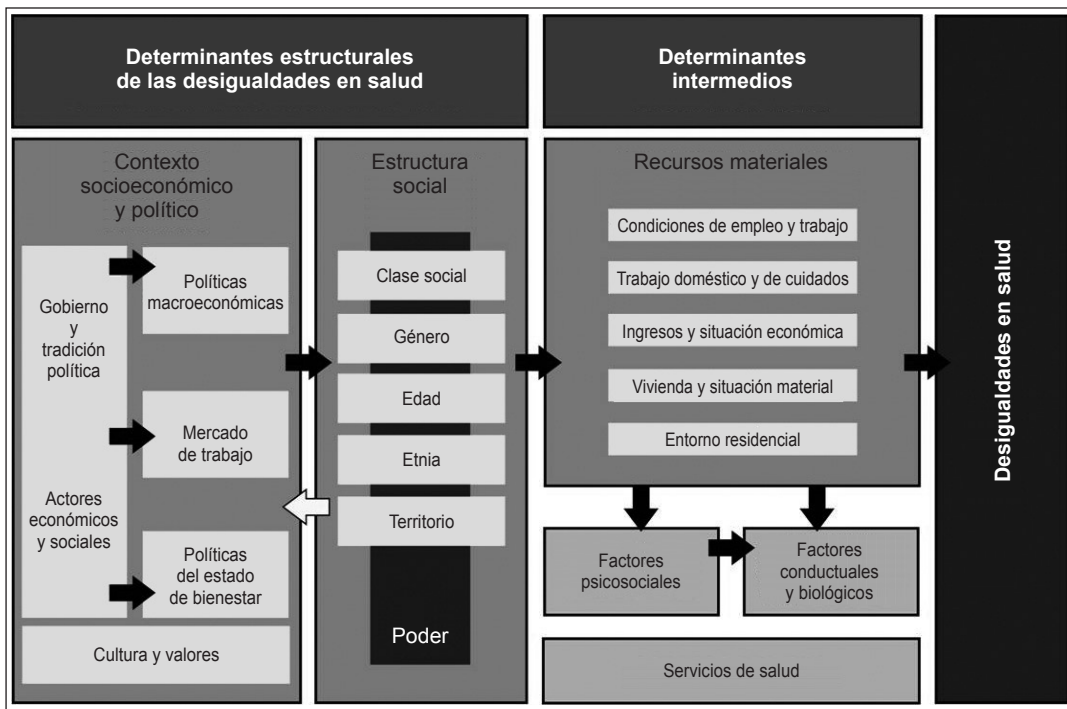 Determinantes estructurales
de las desigualdades en salud
Determinantes
intermedios
Contexto
socioeconómico
y político
Gobierno
y
tradición
política
Actores
económicos
y sociales
Políticas
macroeconómicas
Mercado
de trabajo
Políticas
del estado
de bienestar
Cultura y valores
Estructura
social
Clase social
Género
Edad
Etnia
Territorio
Poder
Recursos materiales
Condiciones de empleo y trabajo
Trabajo doméstico y de cuidados
Ingresos y situación económica
Vivienda y situación material
Entorno residencial
Factores
psicosociales
Factores
conductuales
y biológicos
Servicios de salud
Desigualdades en salud